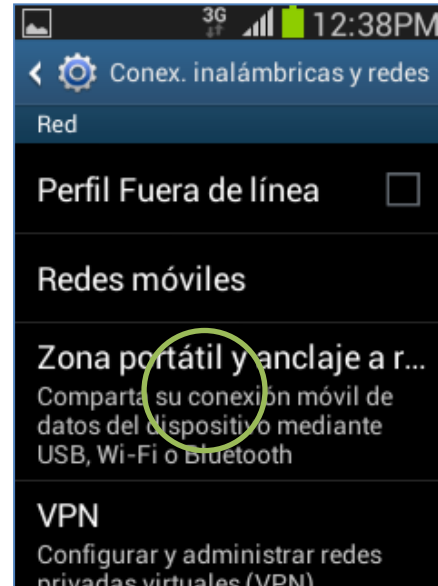 3G 12:38PM
Conex. inalámbricas y redes
Red
Perfil Fuera de línea
Redes móviles
Zona portátil y anclaje a r...
Comparta su conexión móvil de
datos del dispositivo mediante
USB, Wi-Fi o Bluetooth
VPN
Configurar y administrar redes
privadas virtuales (VPN)